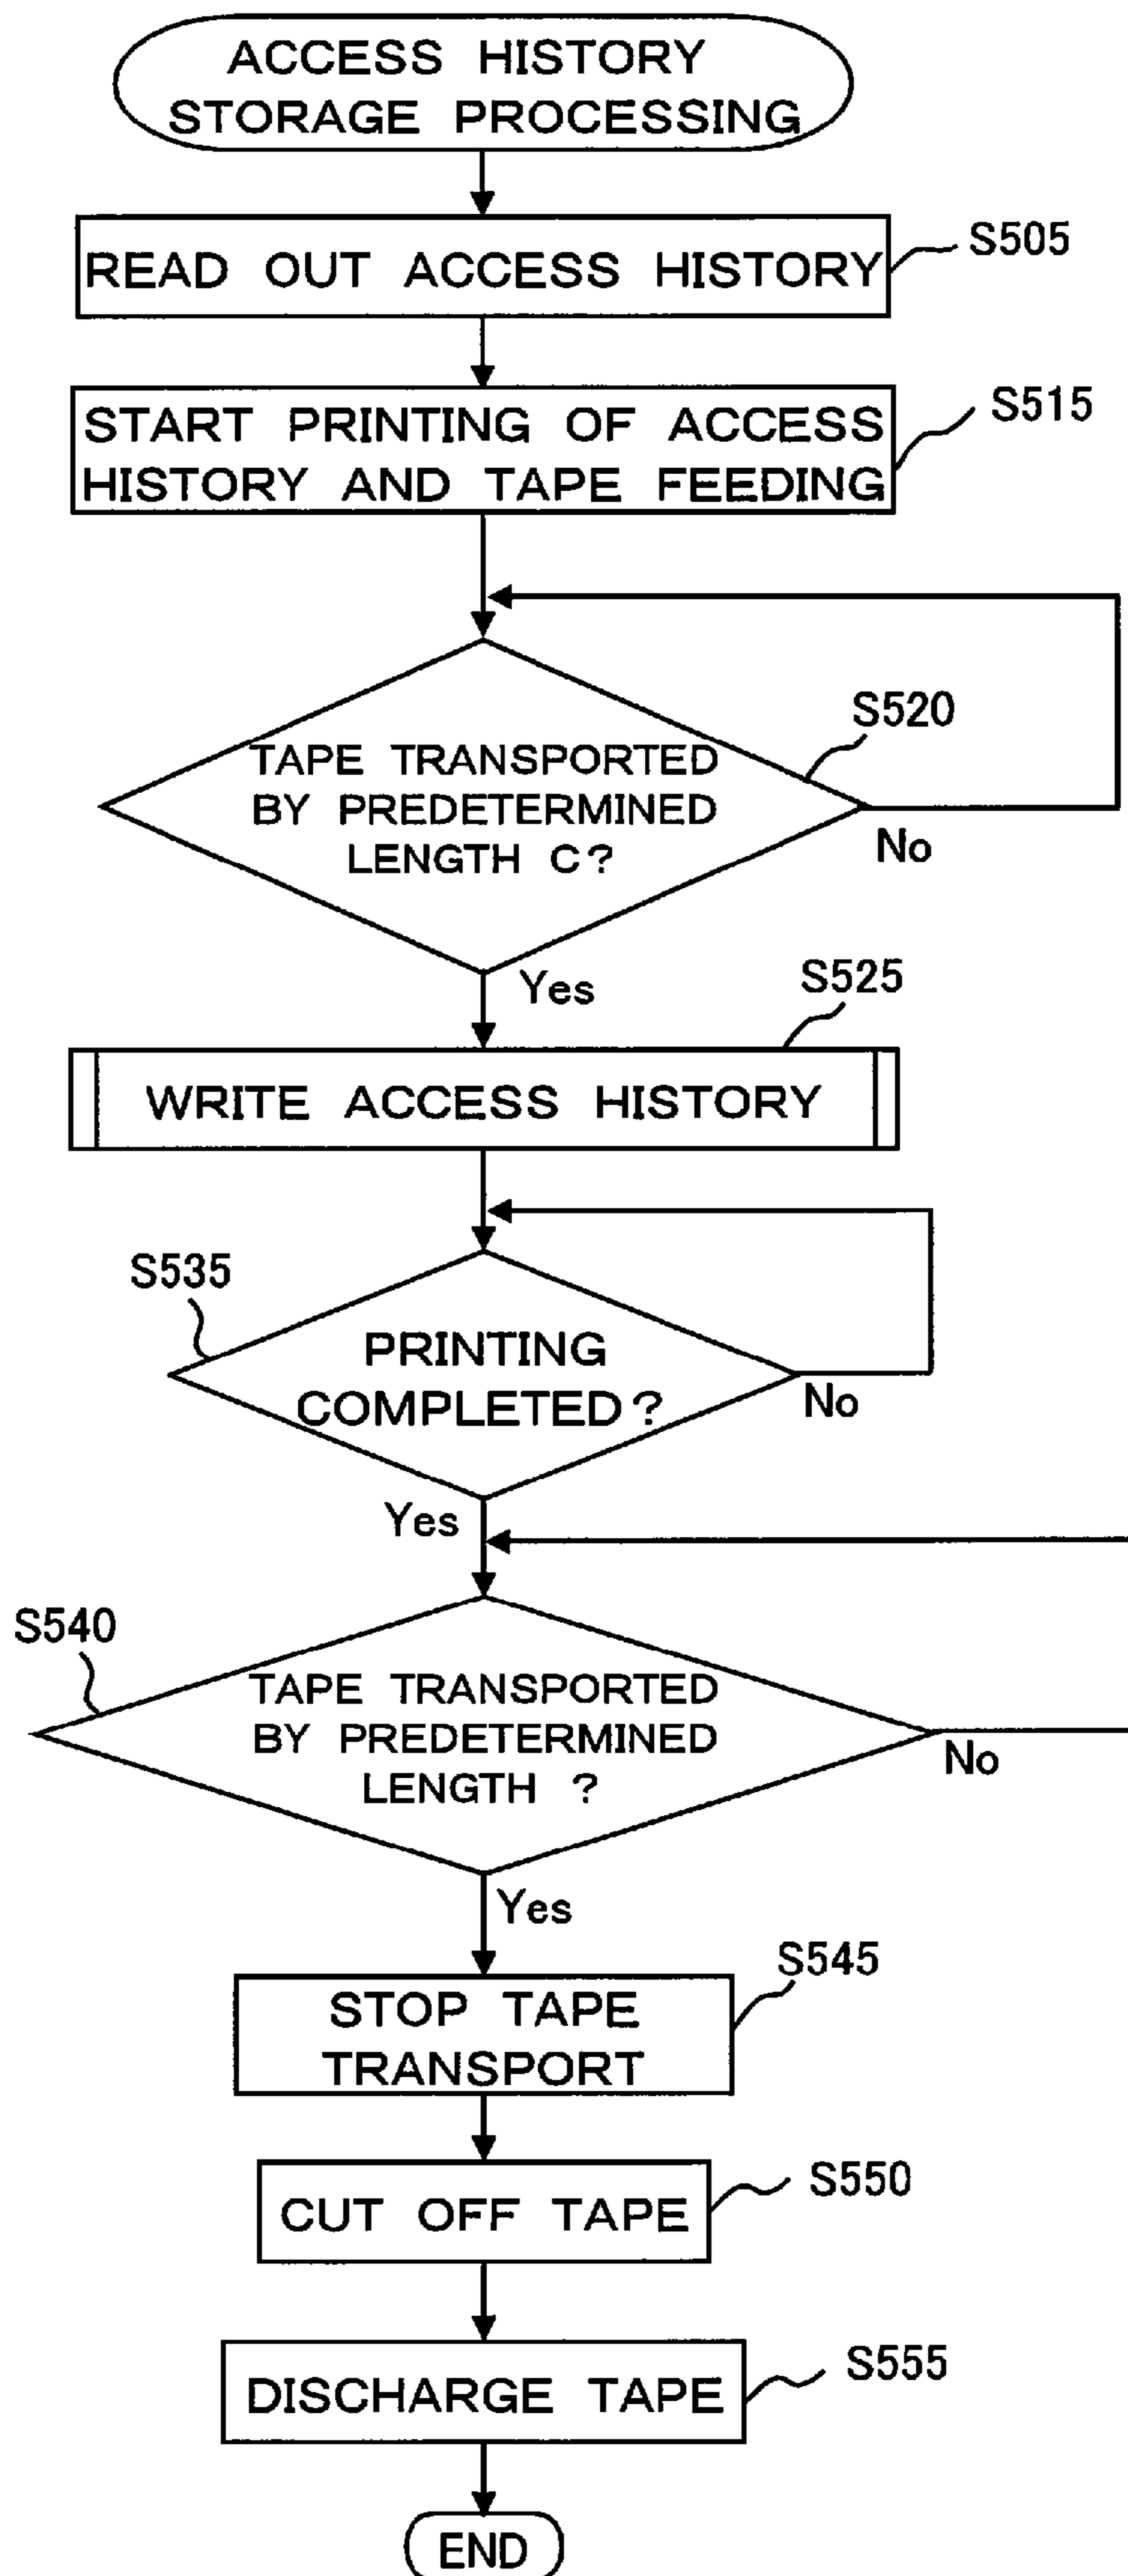 ACCESS HISTORY
STORAGE PROCESSING
READ OUT ACCESS HISTORY
S505
START PRINTING OF ACCESS
HISTORY AND TAPE FEEDING
S515
S520
TAPE TRANSPORTED
BY PREDETERMINED
LENGTH C?
No
Yes
S525
WRITE ACCESS HISTORY
S535
PRINTING
COMPLETED?
No
Yes
S540
TAPE TRANSPORTED
BY PREDETERMINED
LENGTH ?
No
Yes
S545
STOP TAPE
TRANSPORT
S550
CUT OFF TAPE
S555
DISCHARGE TAPE
END